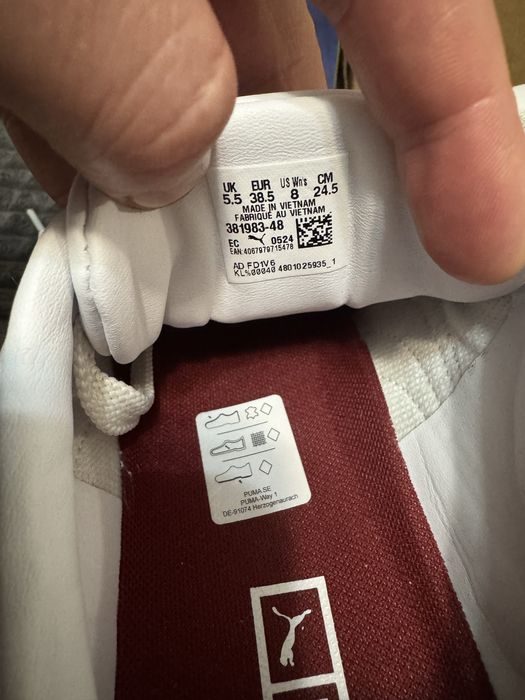 UK EUR US Wn's CM
5.5 38.5 8 24.5
MADE IN VIETNAM
FABRIQUÉ AU VIETNAM
381983-48
EC 0524
EAN:4067979715478
AD FD1V6
KL%00040 4801025935_1
PUMA SE
PUMA-Way 1
DE-91074 Herzogenaurach